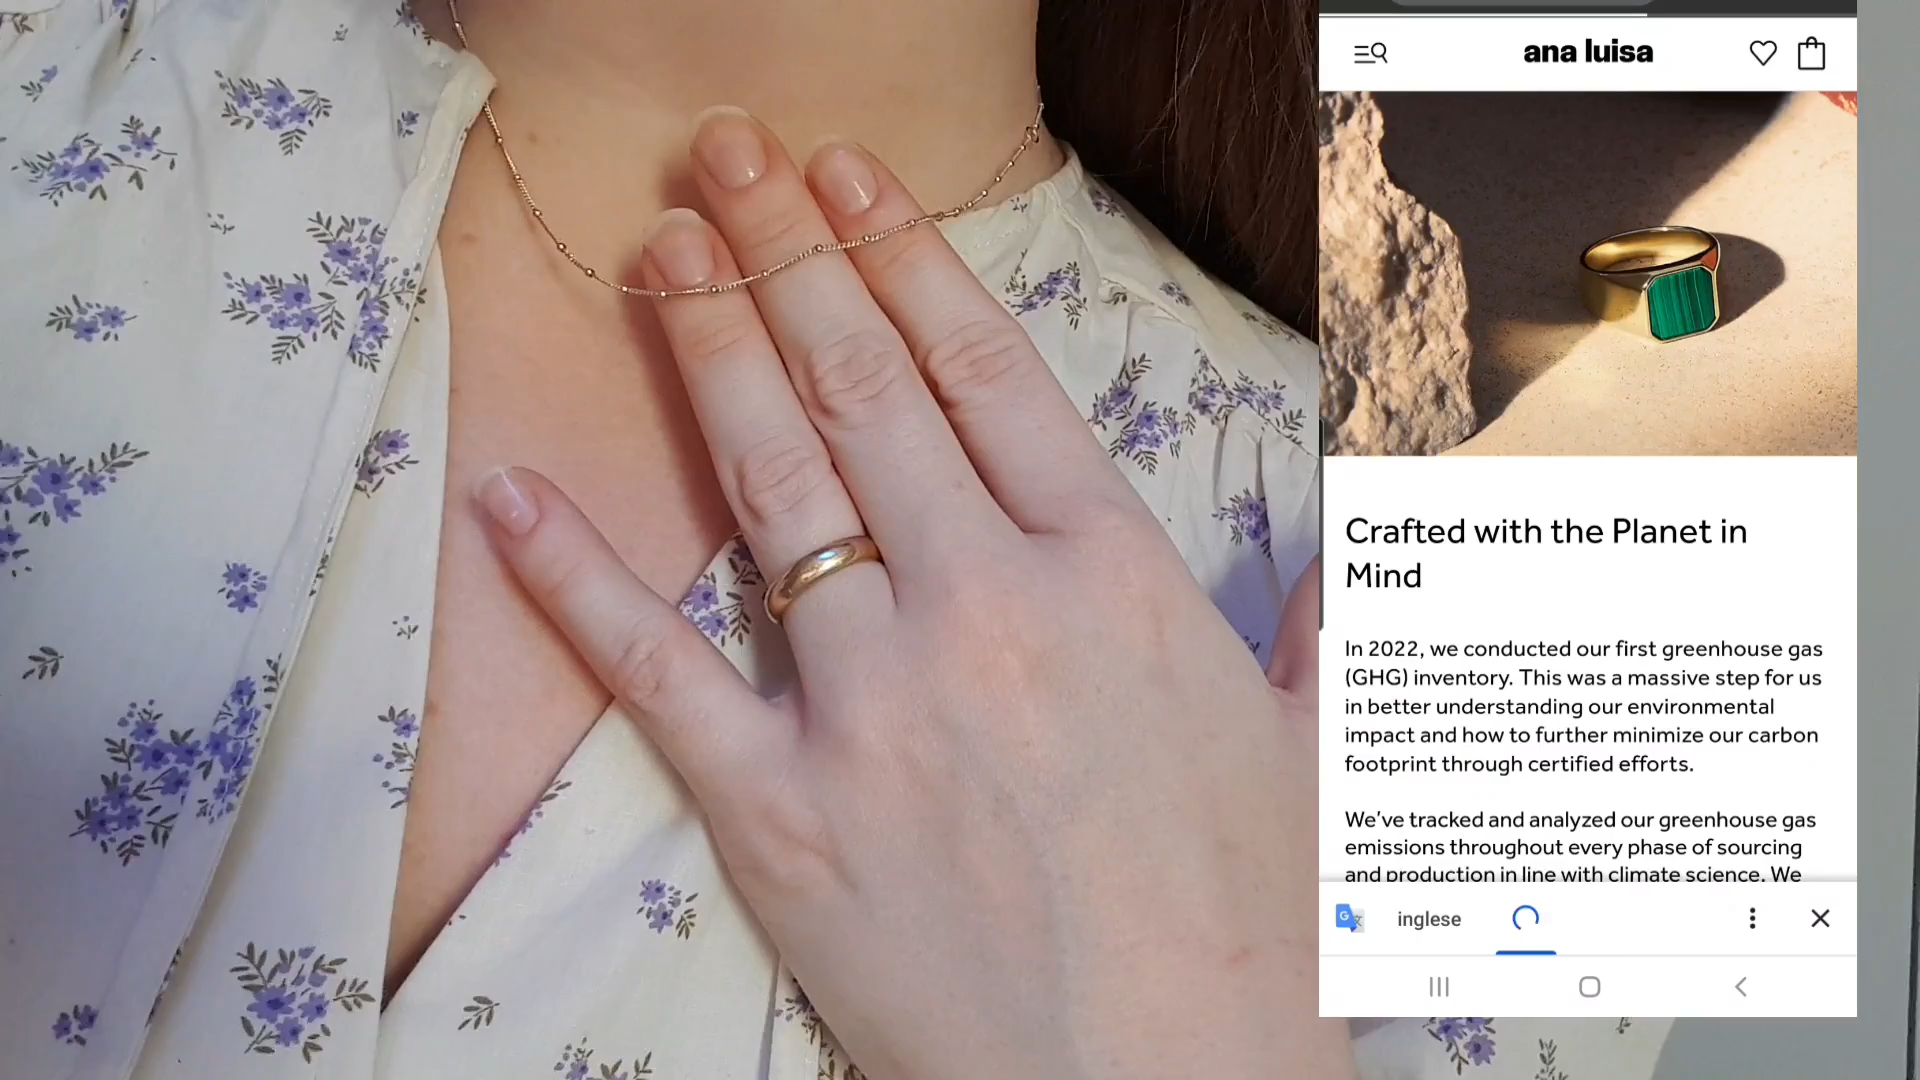 ana luisa
Crafted with the Planet in
Mind
In 2022, we conducted our first greenhouse gas
(GHG) inventory. This was a massive step for us
in better understanding our environmental
impact and how to further minimize our carbon
footprint through certified efforts.
We've tracked and analyzed our greenhouse gas
emissions throughout every phase of sourcing
and production in line with climate science. We
G
inglese